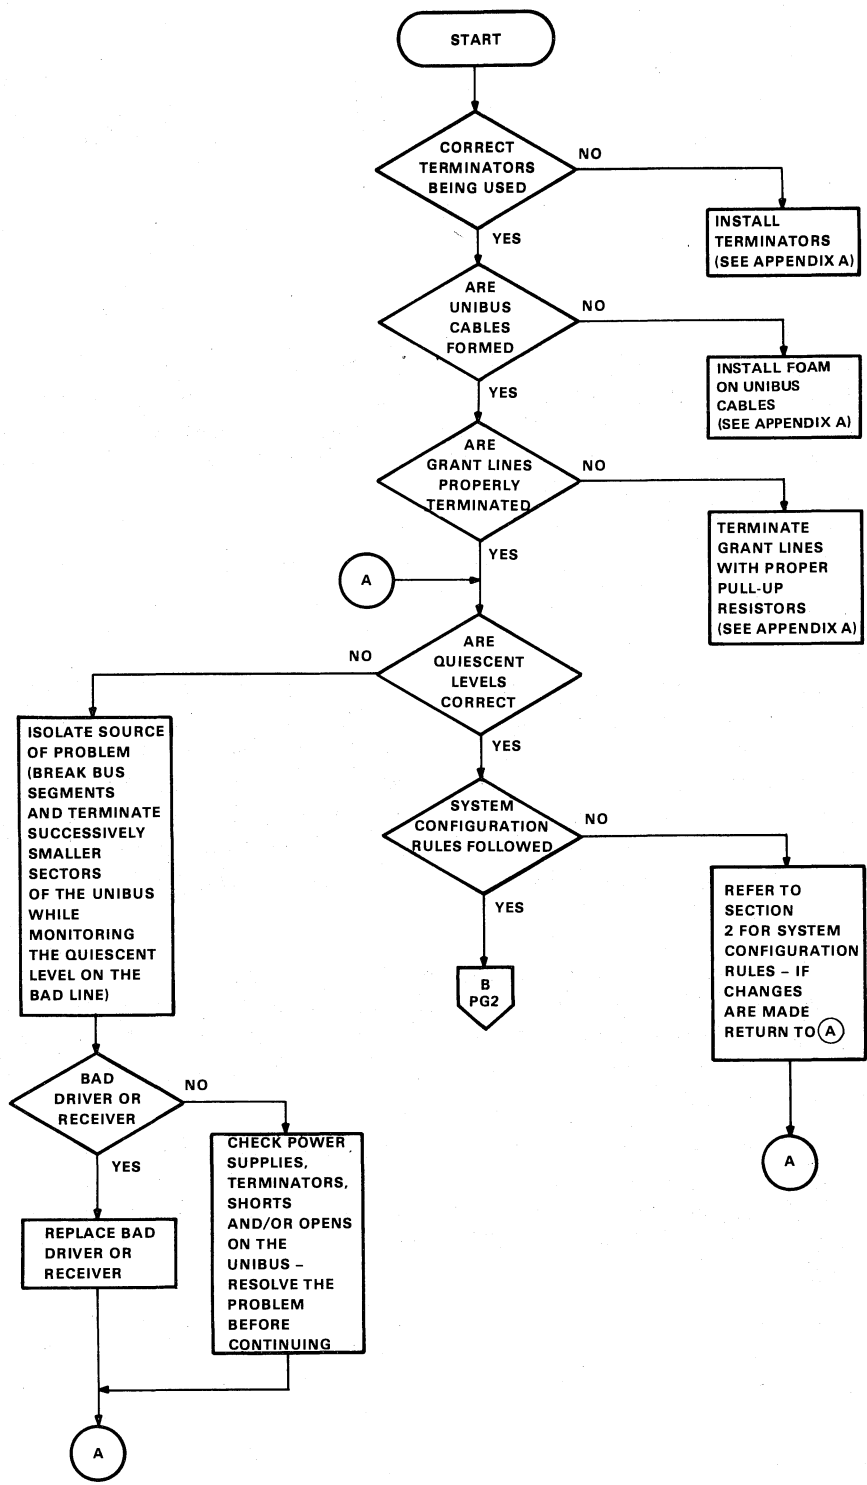 START
CORRECT
TERMINATORS
BEING USED
NO
INSTALL
TERMINATORS
(SEE APPENDIX A)
YES
ARE
UNIBUS
CABLES
FORMED
NO
INSTALL FOAM
ON UNIBUS
CABLES
(SEE APPENDIX A)
YES
ARE
GRANT LINES
PROPERLY
TERMINATED
NO
TERMINATE
GRANT LINES
WITH PROPER
PULL-UP
RESISTORS
(SEE APPENDIX A)
YES
A
ARE
QUIESCENT
LEVELS
CORRECT
NO
ISOLATE SOURCE
OF PROBLEM
(BREAK BUS
SEGMENTS
AND TERMINATE
SUCCESSIVELY
SMALLER
SECTORS
OF THE UNIBUS
WHILE
MONITORING
THE QUIESCENT
LEVEL ON THE
BAD LINE)
YES
SYSTEM
CONFIGURATION
RULES FOLLOWED
NO
REFER TO
SECTION
2 FOR SYSTEM
CONFIGURATION
RULES – IF
CHANGES
ARE MADE
RETURN TO A
A
YES
B
PG2
BAD
DRIVER OR
RECEIVER
NO
CHECK POWER
SUPPLIES,
TERMINATORS,
SHORTS
AND/OR OPENS
ON THE
UNIBUS –
RESOLVE THE
PROBLEM
BEFORE
CONTINUING
YES
REPLACE BAD
DRIVER OR
RECEIVER
A